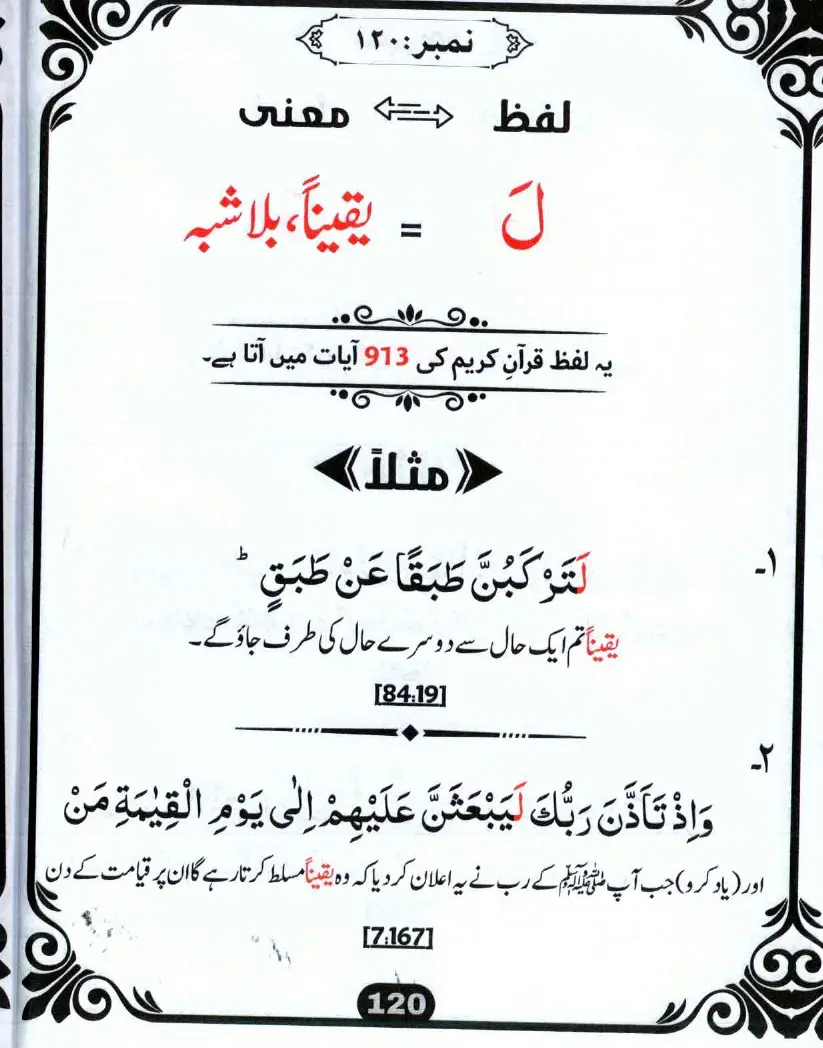 نمبر:۱۲۰
لفظ ⇐⇒ معنی
لَ = یقیناً، بلاشبہ
یہ لفظ قرآنِ کریم کی 913 آیات میں آتا ہے۔
مثلاً
۱۔ لَتَرْكَبُنَّ طَبَقًا عَنْ طَبَقٍ ؕ
یقیناً تم ایک حال سے دوسرے حال کی طرف جاؤ گے۔
[84:19]
۲۔
وَاِذْ تَاَذَّنَ رَبُّكَ لَيَبْعَثَنَّ عَلَيْهِمْ اِلٰى يَوْمِ الْقِيٰمَةِ مَنْ
اور (یاد کرو) جب آپ ﷺ کے رب نے یہ اعلان کر دیا کہ وہ یقیناً مسلط کرتا رہے گا ان پر قیامت کے دن
[7:167]
120